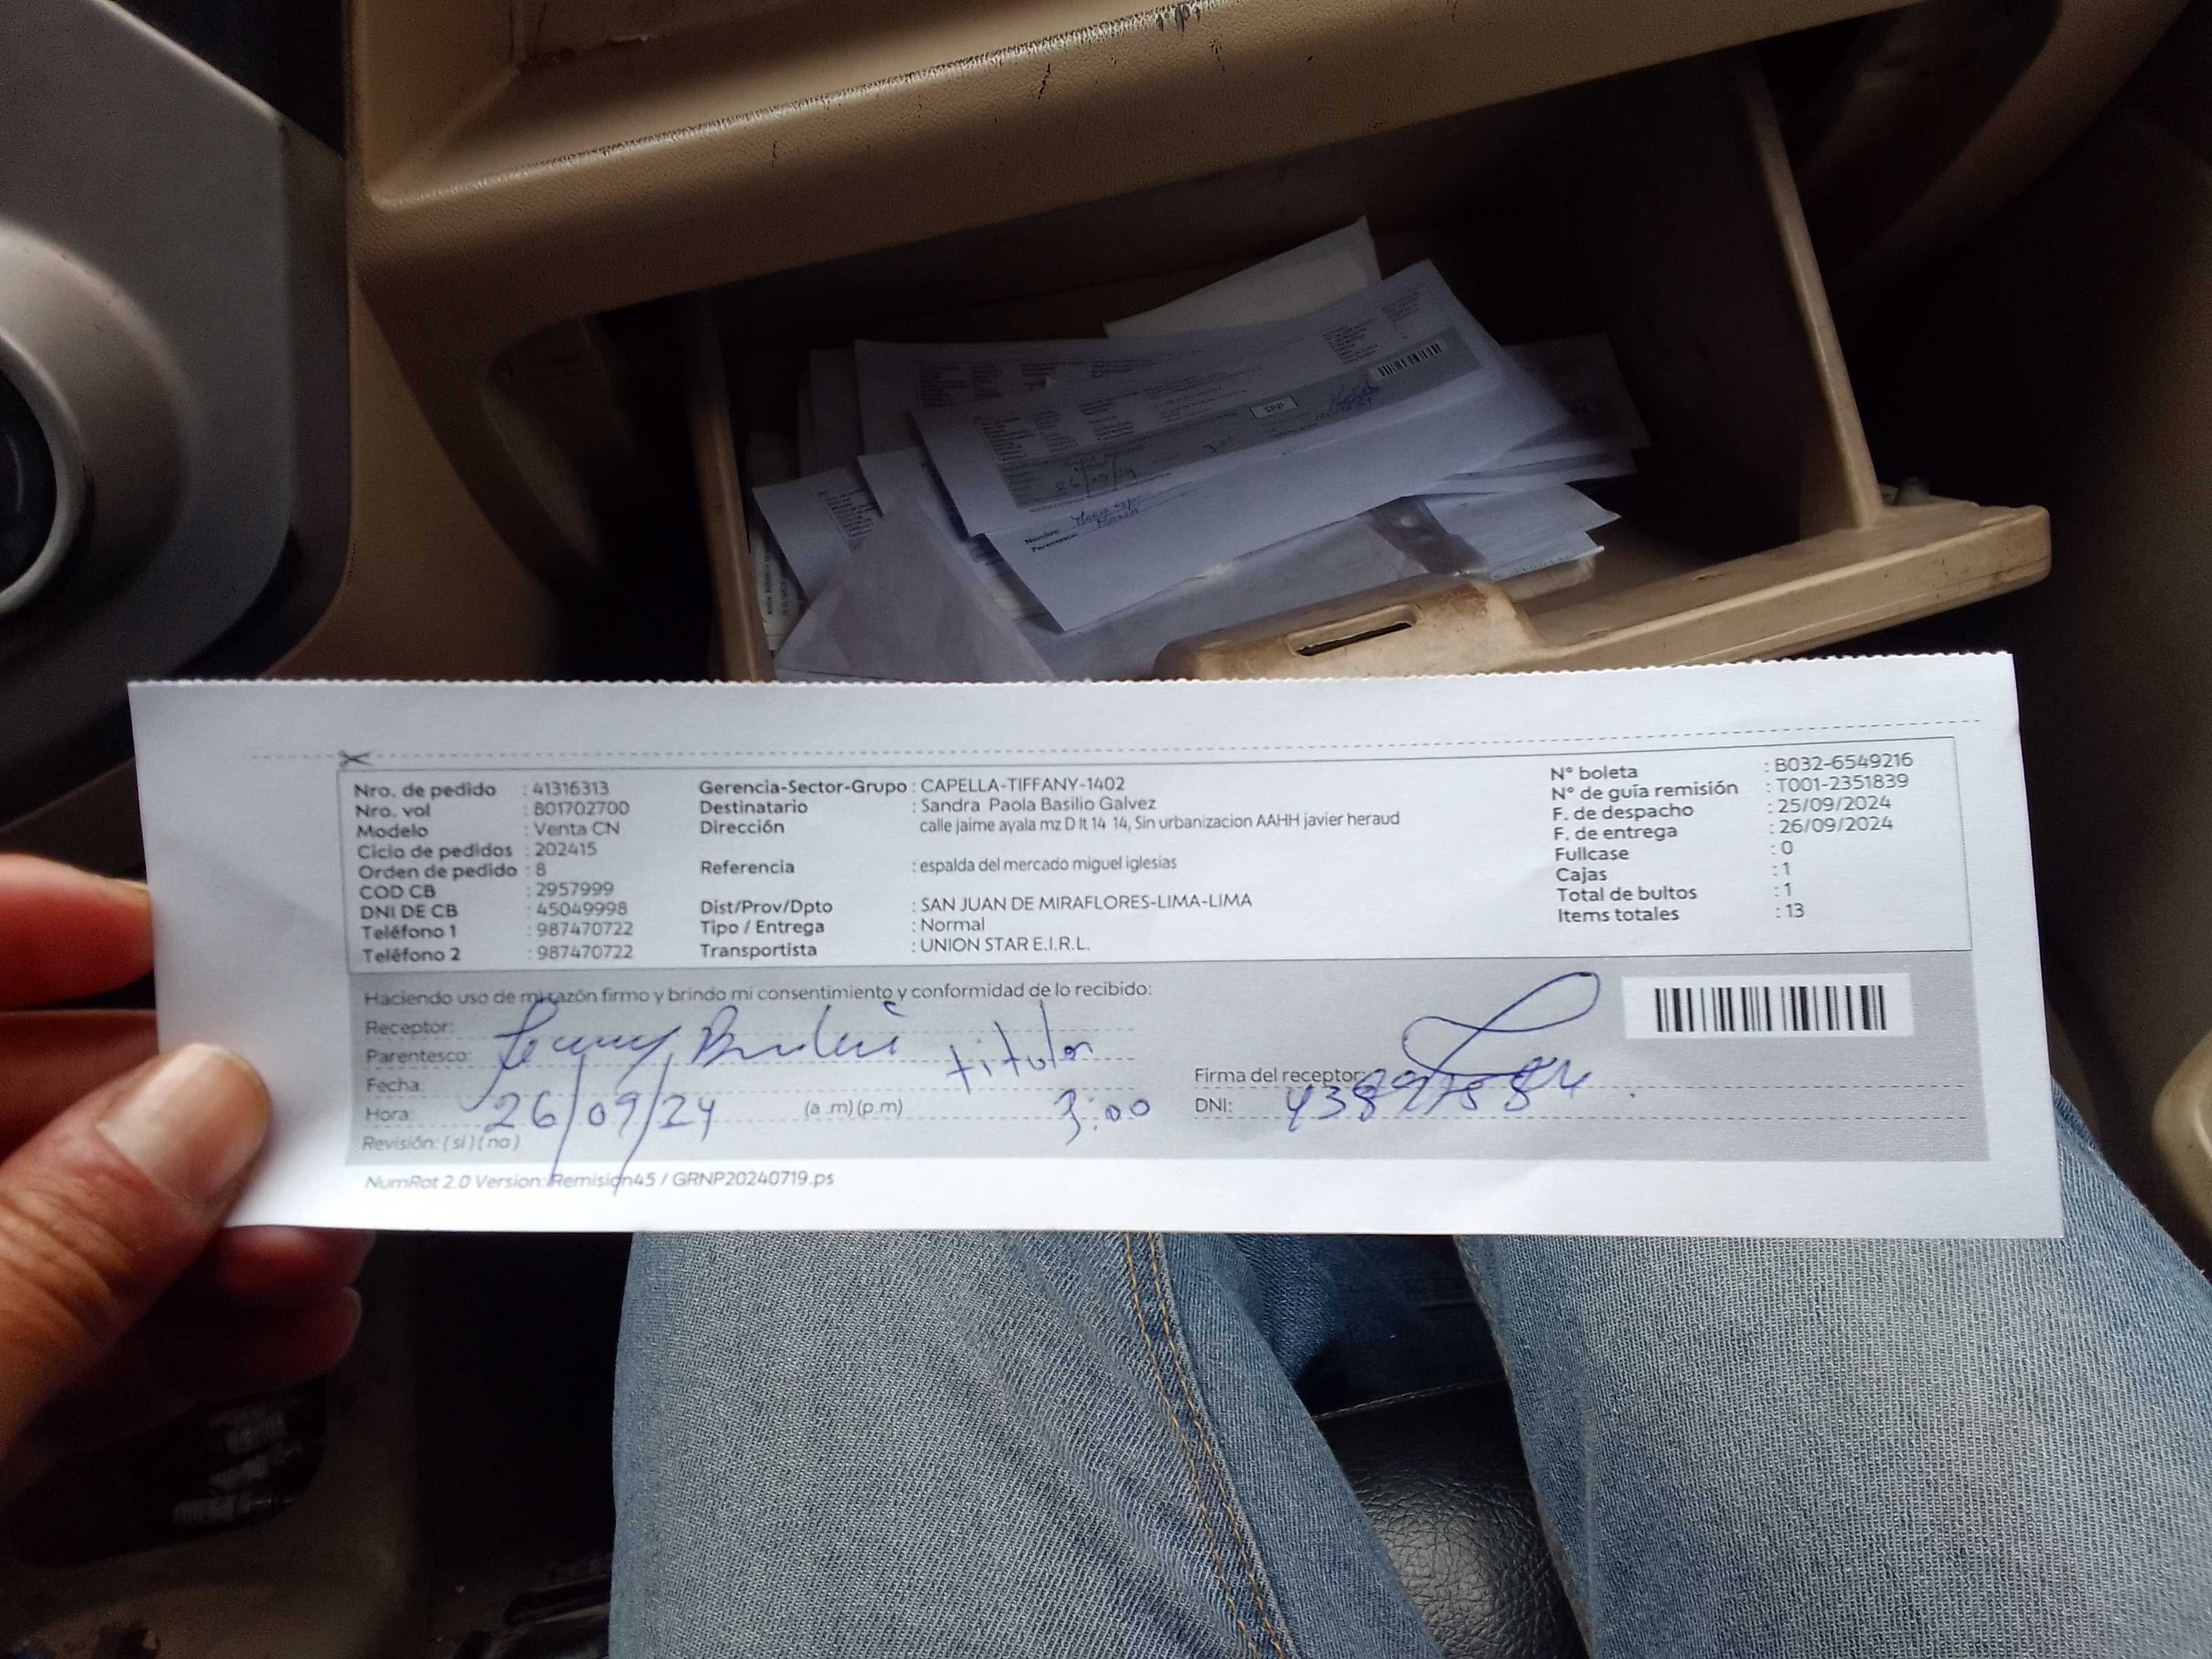 Nro. de pedido : 41316313
Nro. vol : 801702700
Modelo : Venta CN
Ciclo de pedidos : 202415
Orden de pedido : 8
COD CB : 2957999
DNI DE CB : 45049998
Teléfono 1 : 987470722
Teléfono 2 : 987470722
Gerencia-Sector-Grupo : CAPELLA-TIFFANY-1402
Destinatario : Sandra Paola Basilio Galvez
Dirección calle jaime ayala mz D lt 14 14, Sin urbanizacion AAHH javier heraud
Referencia : espalda del mercado miguel iglesias
Dist/Prov/Dpto : SAN JUAN DE MIRAFLORES-LIMA-LIMA
Tipo / Entrega : Normal
Transportista : UNION STAR E.I.R.L.
N° boleta : B032-6549216
N° de guía remisión : T001-2351839
F. de despacho : 25/09/2024
F. de entrega : 26/09/2024
Fullcase : 0
Cajas : 1
Total de bultos : 1
Items totales : 13
Haciendo uso de mi razón firmo y brindo mi consentimiento y conformidad de lo recibido:
Receptor:
Parentesco: titular
Fecha: 26/09/24
Hora: (a.m)(p.m) 3:00
Revisión: (si)(no)
Firma del receptor:
DNI:
NumRot 2.0 Version: Remision45 / GRNP20240719.ps
SPP
26/09/24
Nombre:
Parentesco: